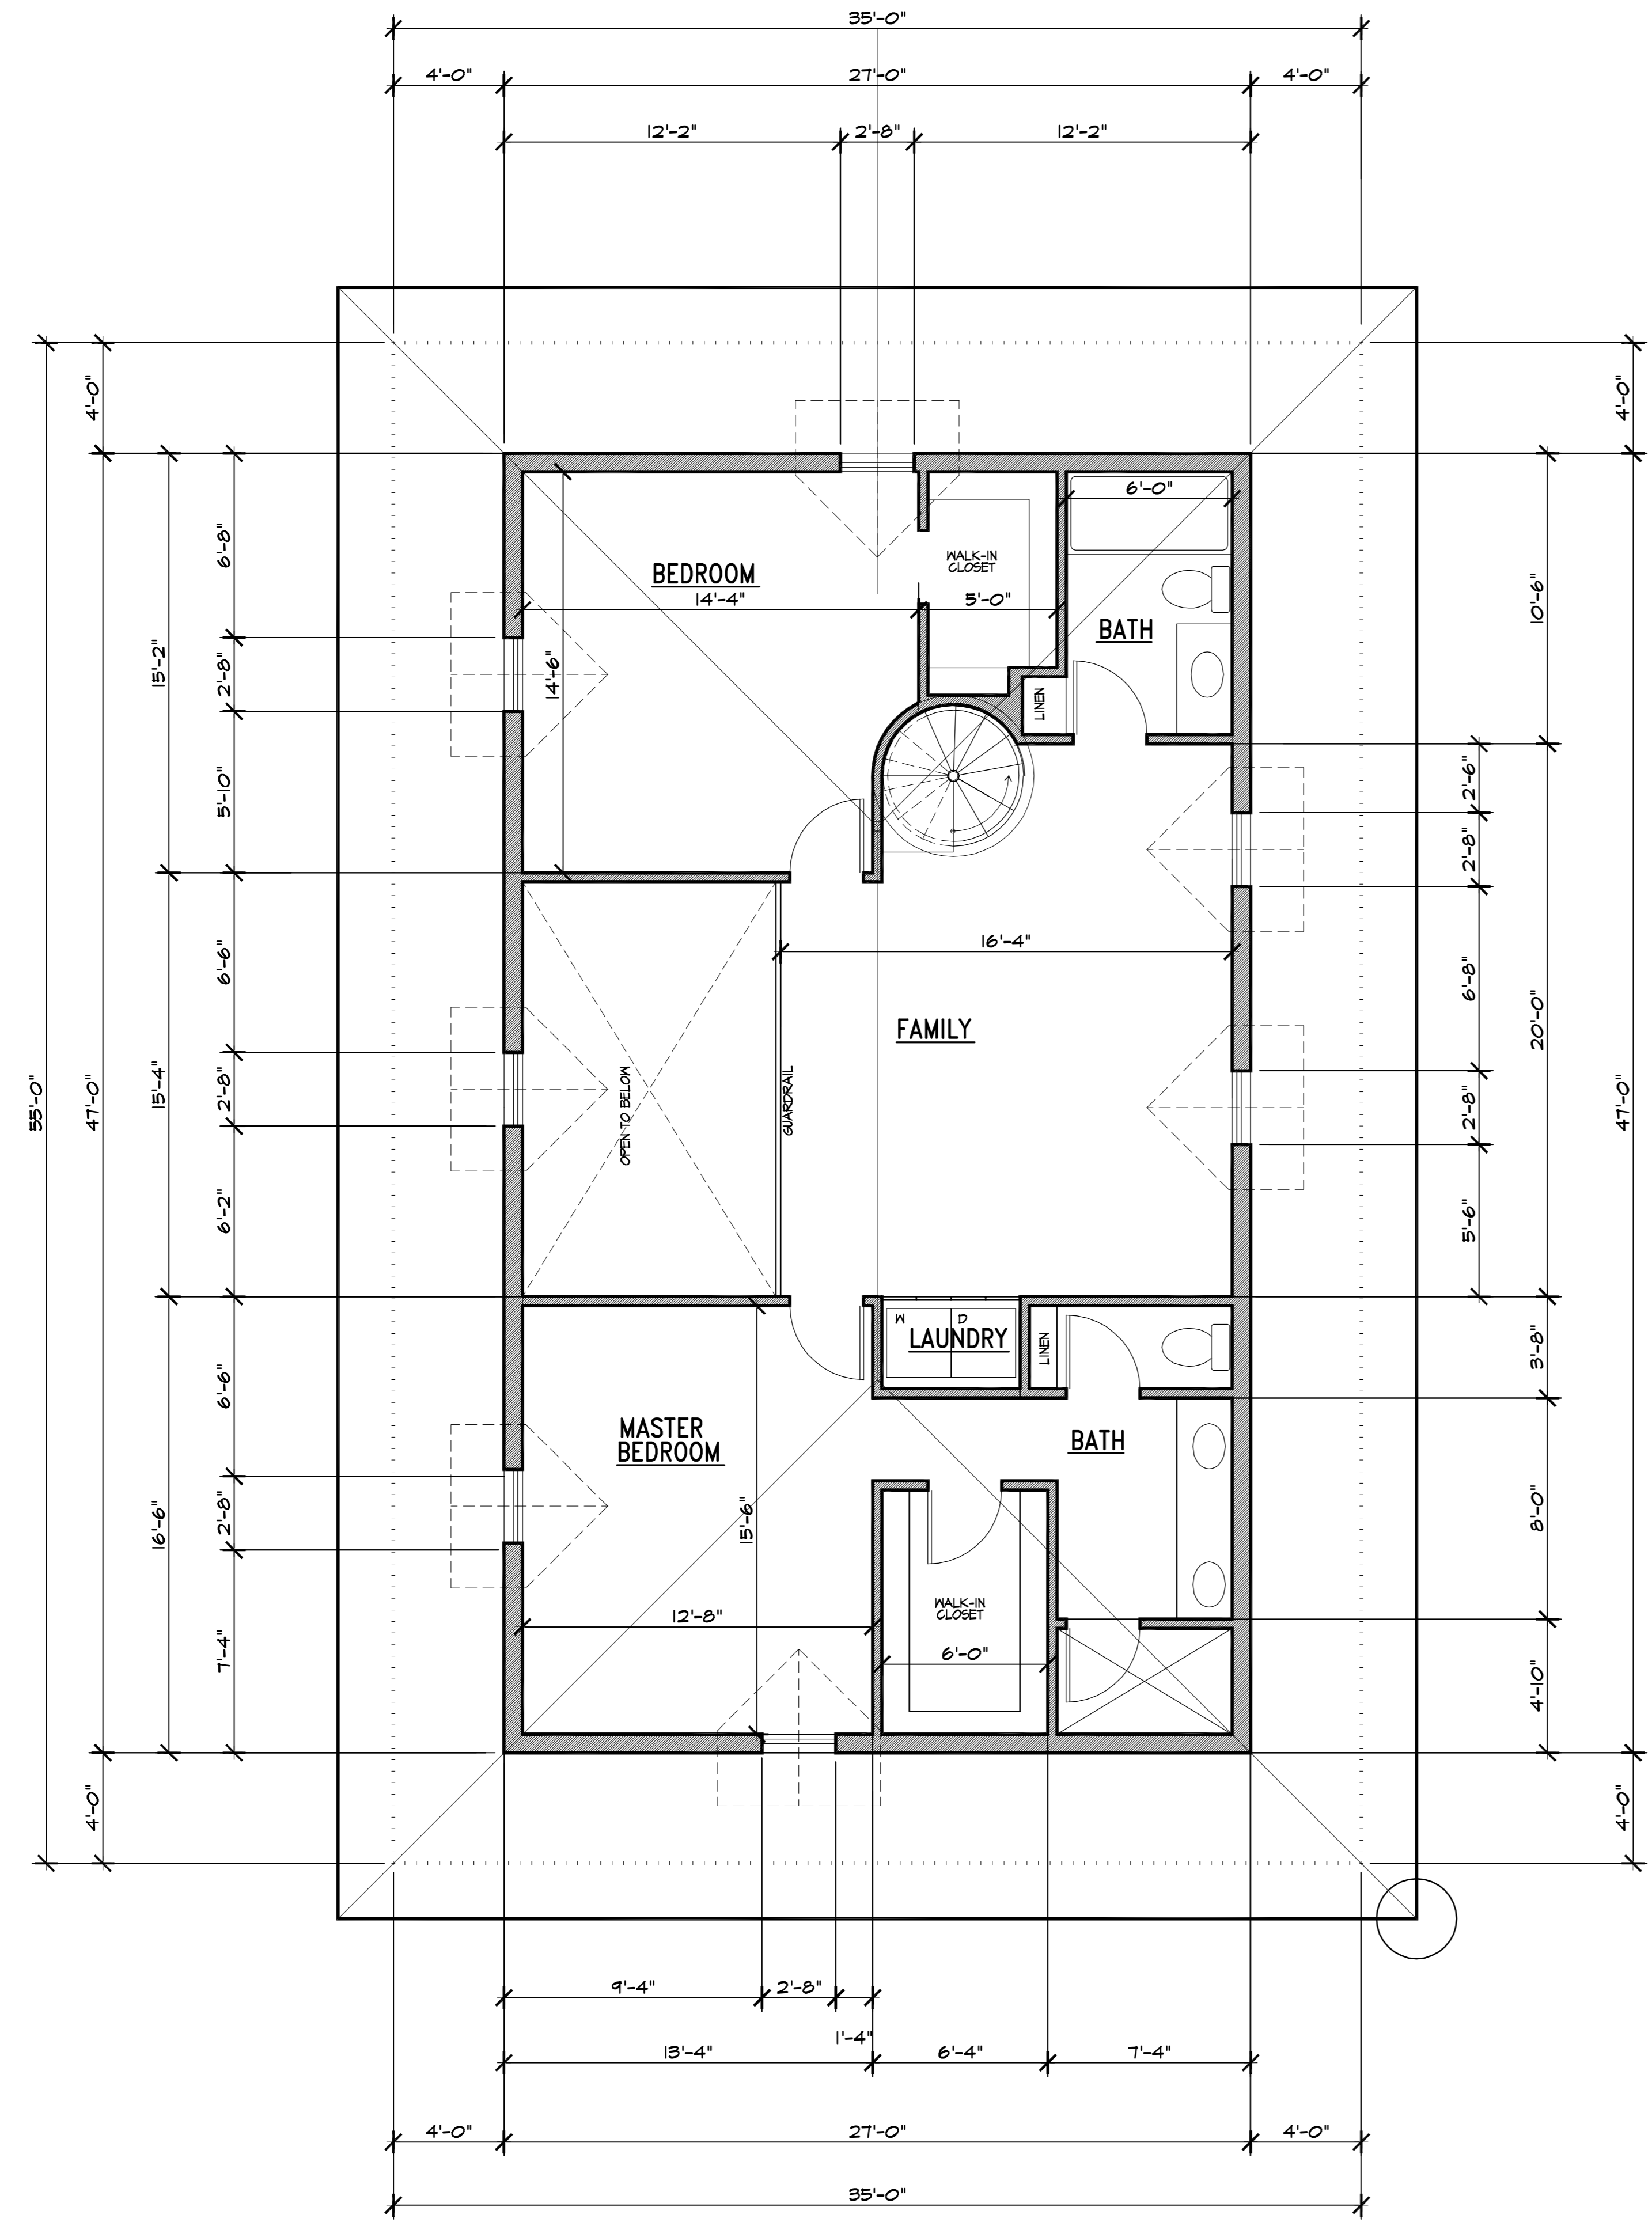 35'-0"
4'-0" 27'-0" 4'-0"
12'-2" 2'-8" 12'-2"
4'-0"
4'-0"
6'-0"
6'-8"
WALK-IN
CLOSET
BEDROOM
14'-4"
5'-0"
10'-6"
BATH
15'-2"
2'-8"
14'-6"
LINEN
5'-10"
2'-6"
2'-8"
16'-4"
6'-6"
6'-8"
FAMILY
20'-0"
55'-0"
47'-0"
15'-4"
2'-8"
OPEN TO BELOW
GUARDRAIL
2'-8"
47'-0"
6'-2"
5'-6"
W D
LAUNDRY
LINEN
3'-8"
6'-6"
MASTER
BEDROOM
BATH
16'-6"
2'-8"
15'-6"
8'-0"
WALK-IN
CLOSET
12'-8"
7'-4"
6'-0"
4'-10"
4'-0"
4'-0"
9'-4" 2'-8"
1'-4"
13'-4" 6'-4" 7'-4"
4'-0" 27'-0" 4'-0"
35'-0"